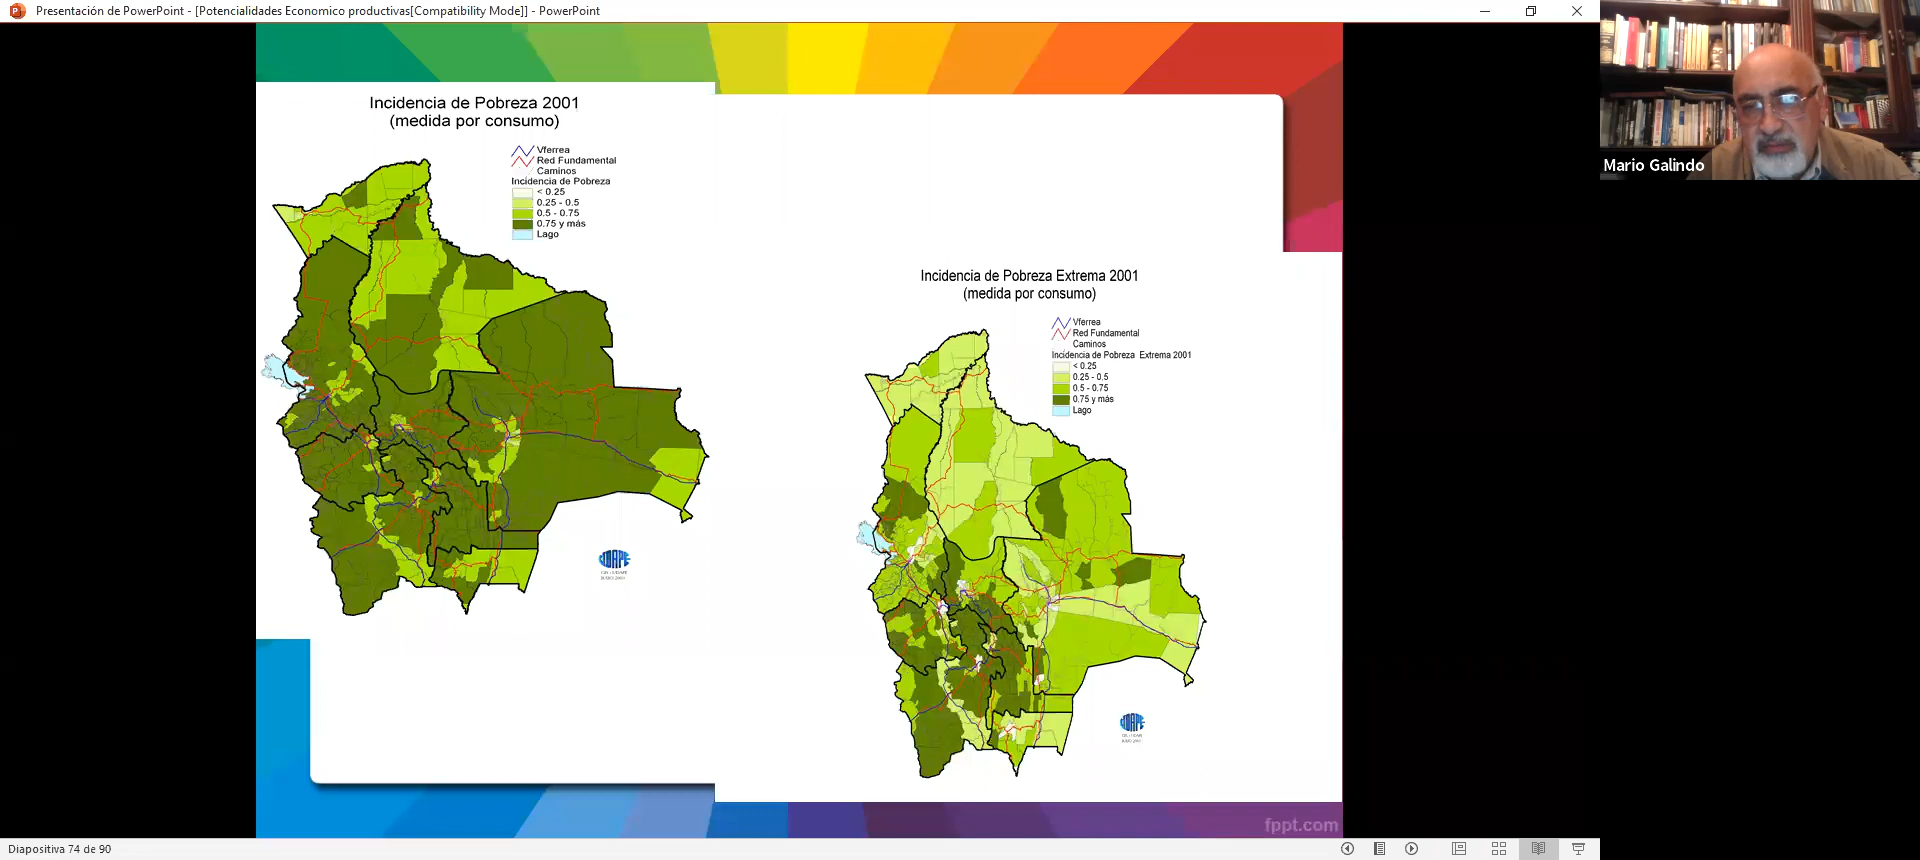 Presentación de PowerPoint - [Potencialidades Economico productivas[Compatibility Mode]] - PowerPoint
Mario Galindo
Incidencia de Pobreza 2001
(medida por consumo)
Vferrea
Red Fundamental
Caminos
Incidencia de Pobreza
< 0.25
0.25 - 0.5
0.5 - 0.75
0.75 y más
Lago
UDAPE
Incidencia de Pobreza Extrema 2001
(medida por consumo)
Vferrea
Red Fundamental
Caminos
Incidencia de Pobreza Extrema 2001
< 0.25
0.25 - 0.5
0.5 - 0.75
0.75 y más
Lago
UDAPE
fppt.com
Diapositiva 74 de 90